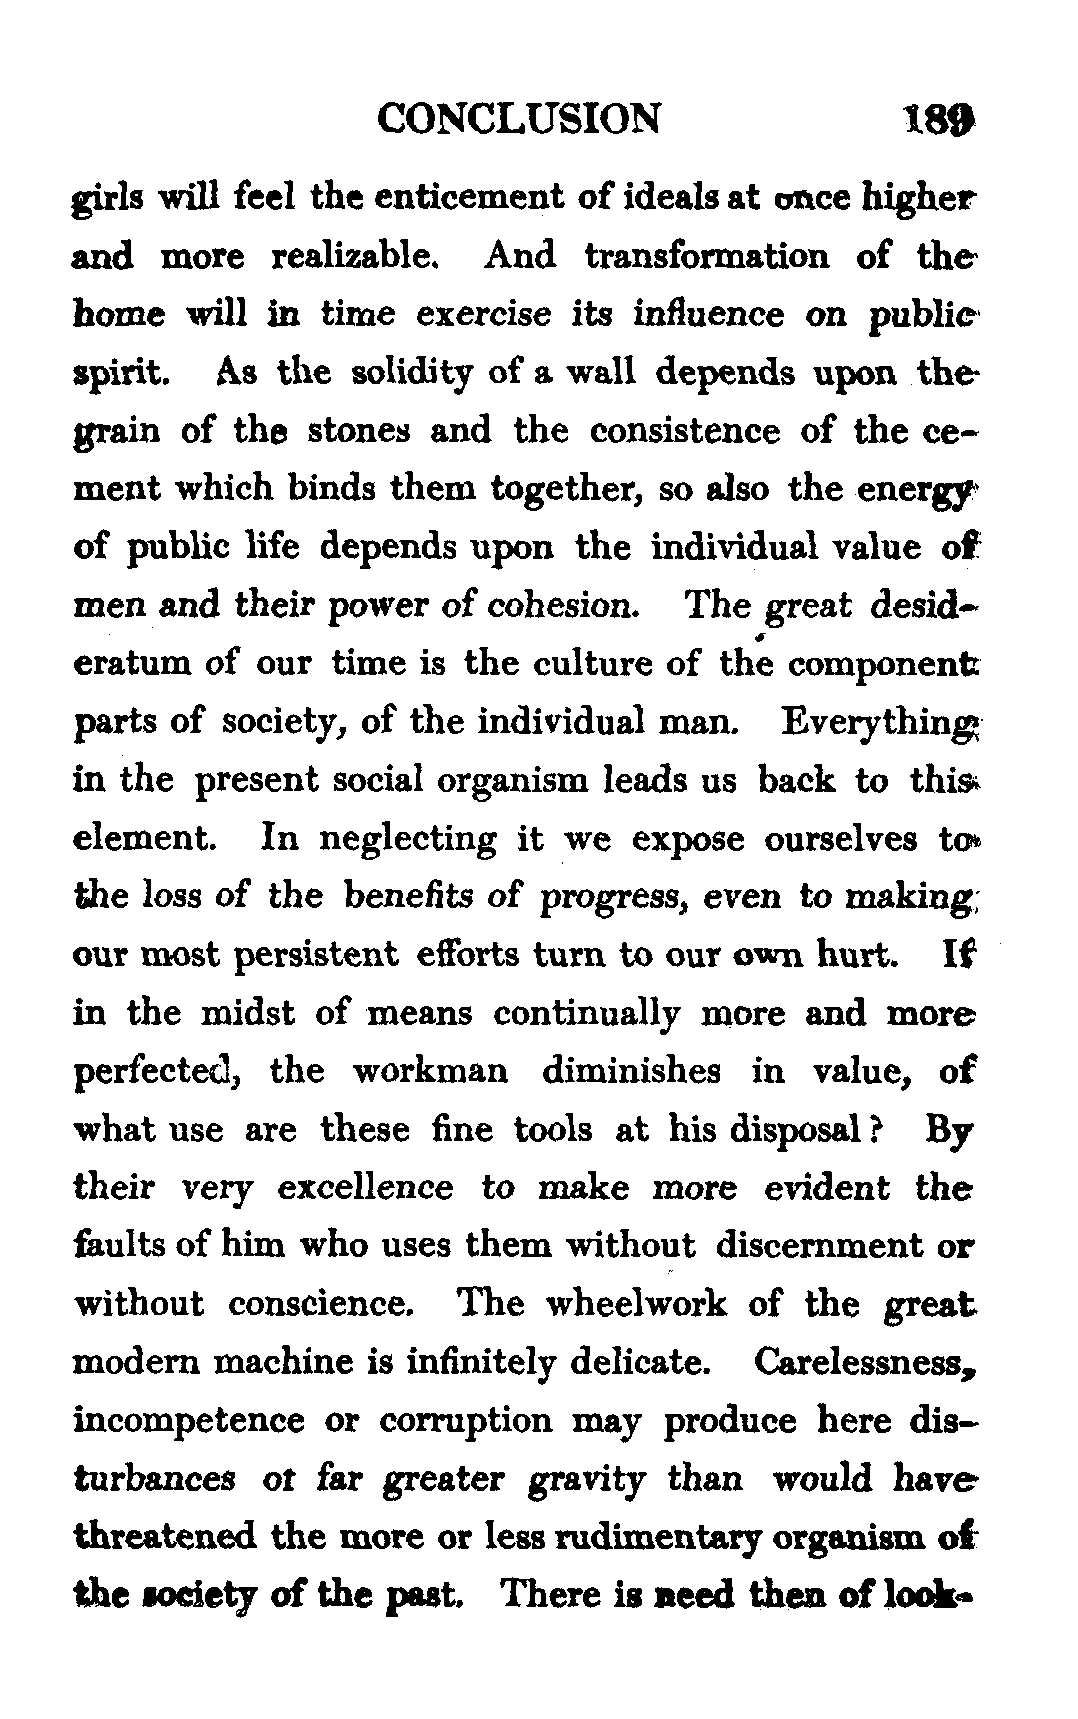 CONCLUSION 189
girls will feel the enticement of ideals at once higher
and more realizable. And transformation of the
home will in time exercise its influence on public
spirit. As the solidity of a wall depends upon the
grain of the stones and the consistence of the ce-
ment which binds them together, so also the energy
of public life depends upon the individual value of
men and their power of cohesion. The great desid-
eratum of our time is the culture of the component
parts of society, of the individual man. Everything
in the present social organism leads us back to this
element. In neglecting it we expose ourselves to
the loss of the benefits of progress, even to making
our most persistent efforts turn to our own hurt. If
in the midst of means continually more and more
perfected, the workman diminishes in value, of
what use are these fine tools at his disposal? By
their very excellence to make more evident the
faults of him who uses them without discernment or
without conscience. The wheelwork of the great
modern machine is infinitely delicate. Carelessness,
incompetence or corruption may produce here dis-
turbances of far greater gravity than would have
threatened the more or less rudimentary organism of
the society of the past. There is need then of look-